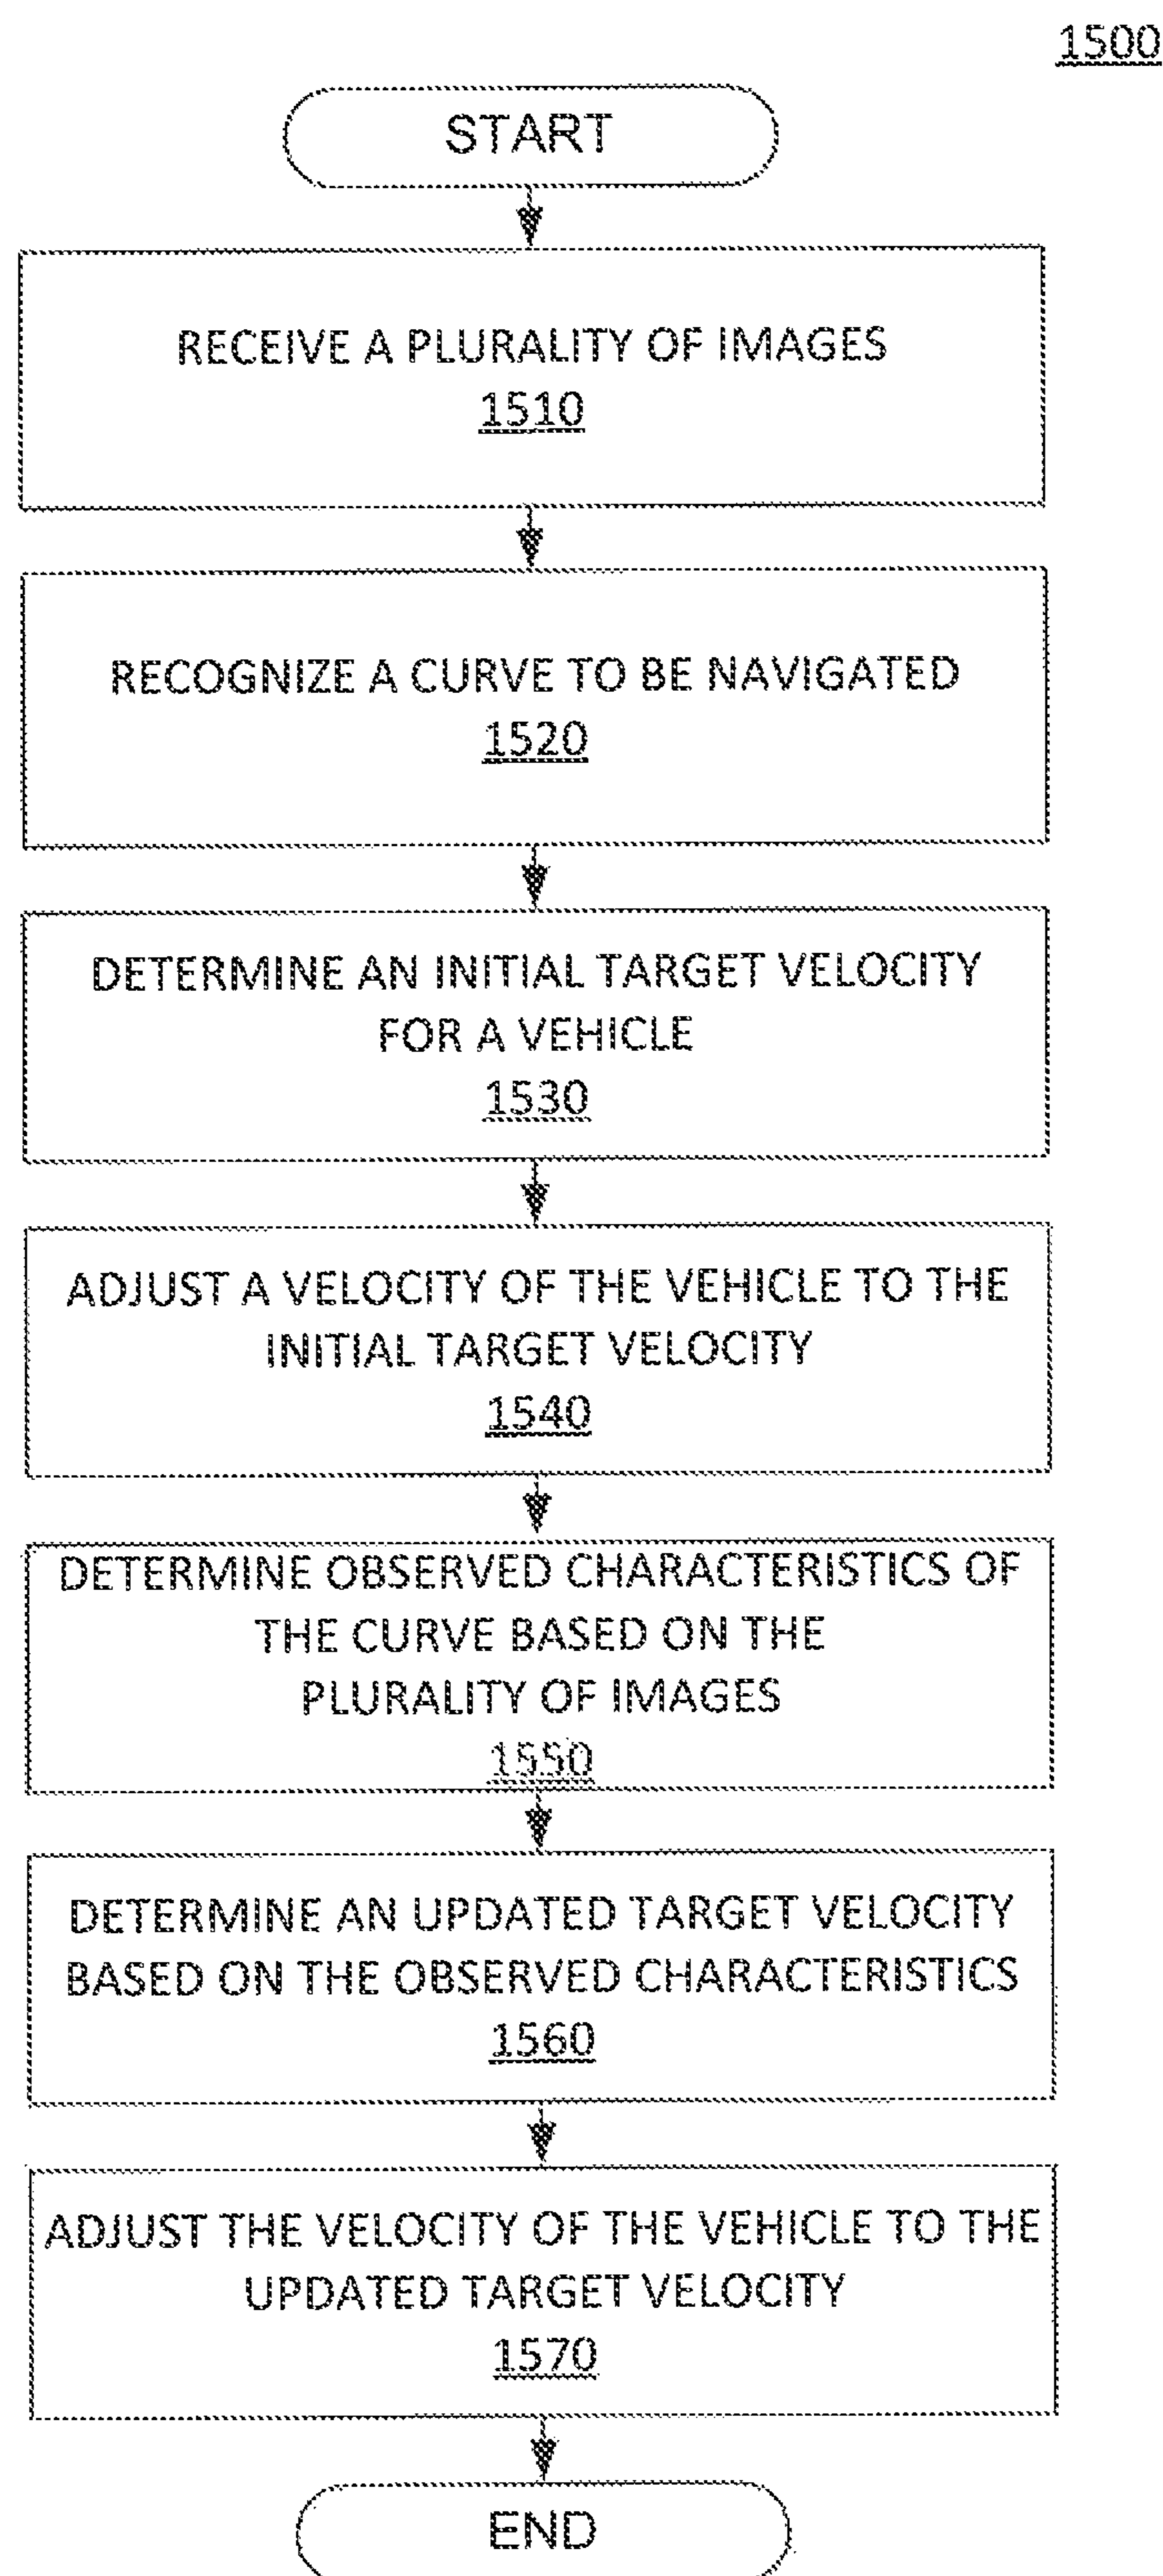 1500
START
RECEIVE A PLURALITY OF IMAGES
1510
RECOGNIZE A CURVE TO BE NAVIGATED
1520
DETERMINE AN INITIAL TARGET VELOCITY
FOR A VEHICLE
1530
ADJUST A VELOCITY OF THE VEHICLE TO THE
INITIAL TARGET VELOCITY
1540
DETERMINE OBSERVED CHARACTERISTICS OF
THE CURVE BASED ON THE
PLURALITY OF IMAGES
1550
DETERMINE AN UPDATED TARGET VELOCITY
BASED ON THE OBSERVED CHARACTERISTICS
1560
ADJUST THE VELOCITY OF THE VEHICLE TO THE
UPDATED TARGET VELOCITY
1570
END